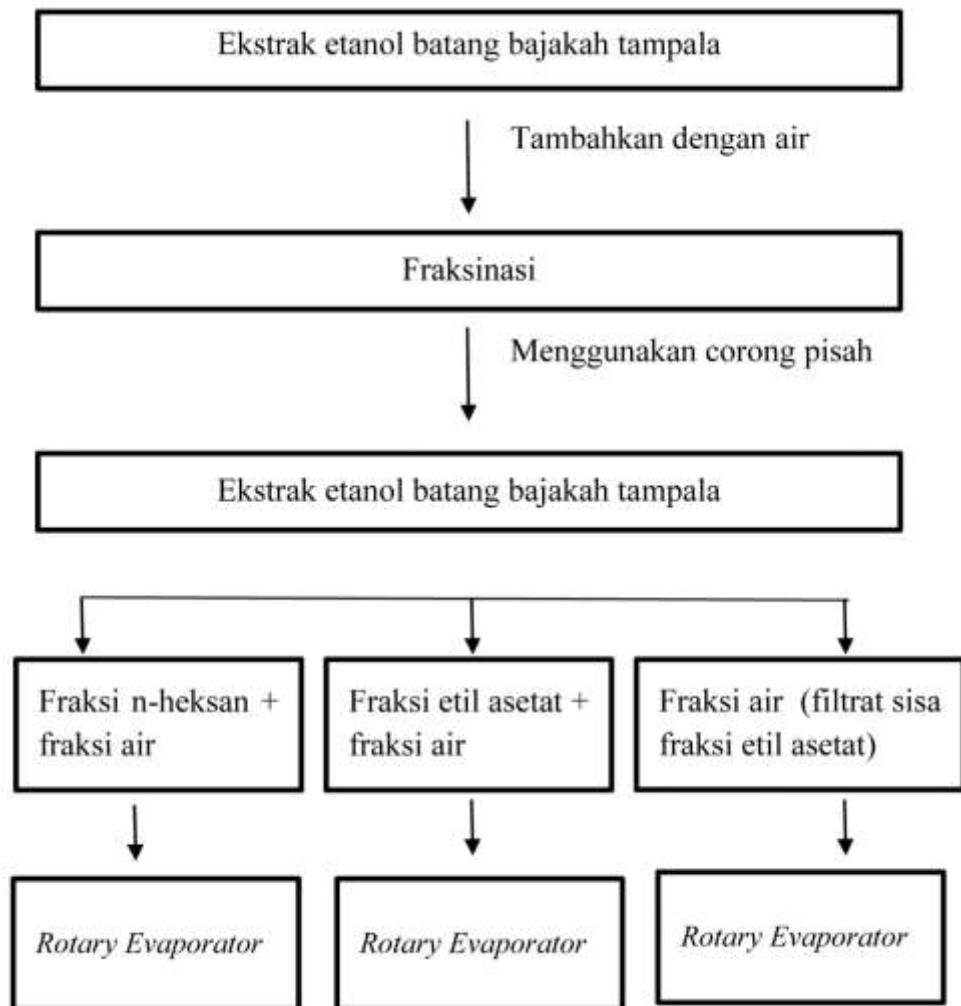 Ekstrak etanol batang bajakah tampala
Tambahkan dengan air
Fraksinasi
Menggunakan corong pisah
Ekstrak etanol batang bajakah tampala
Fraksi n-heksan +
fraksi air
Fraksi etil asetat +
fraksi air
Fraksi air (filtrat sisa
fraksi etil asetat)
Rotary Evaporator
Rotary Evaporator
Rotary Evaporator